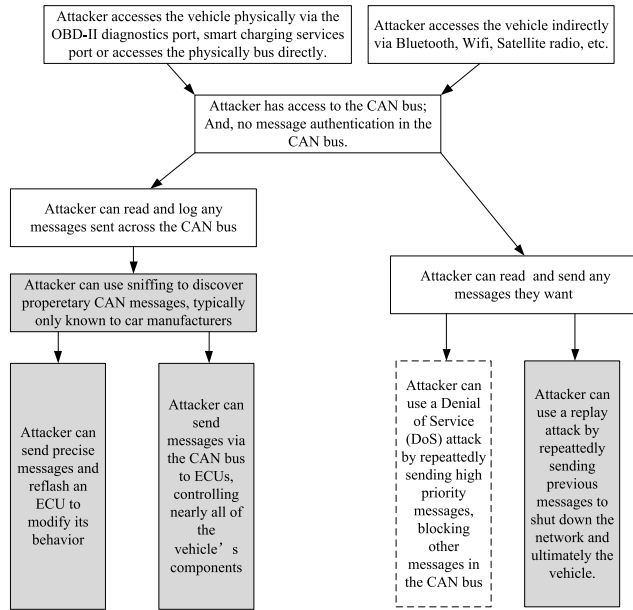 Attacker accesses the vehicle physically via the
OBD-II diagnostics port, smart charging services
port or accesses the physically bus directly.
Attacker accesses the vehicle indirectly
via Bluetooth, Wifi, Satellite radio, etc.
Attacker has access to the CAN bus;
And, no message authentication in the
CAN bus.
Attacker can read and log any
messages sent across the CAN bus
Attacker can use sniffing to discover
properetary CAN messages, typically
only known to car manufacturers
Attacker can read and send any
messages they want
Attacker can
send precise
messages and
reflash an
ECU to
modify its
behavior
Attacker can
send
messages via
the CAN bus
to ECUs,
controlling
nearly all of
the
vehicle's
components
Attacker can
use a Denial
of Service
(DoS) attack
by repeattedly
sending high
priority
messages,
blocking
other
messages in
the CAN bus
Attacker can
use a replay
attack by
repeattedly
sending
previous
messages to
shut down the
network and
ultimately the
vehicle.